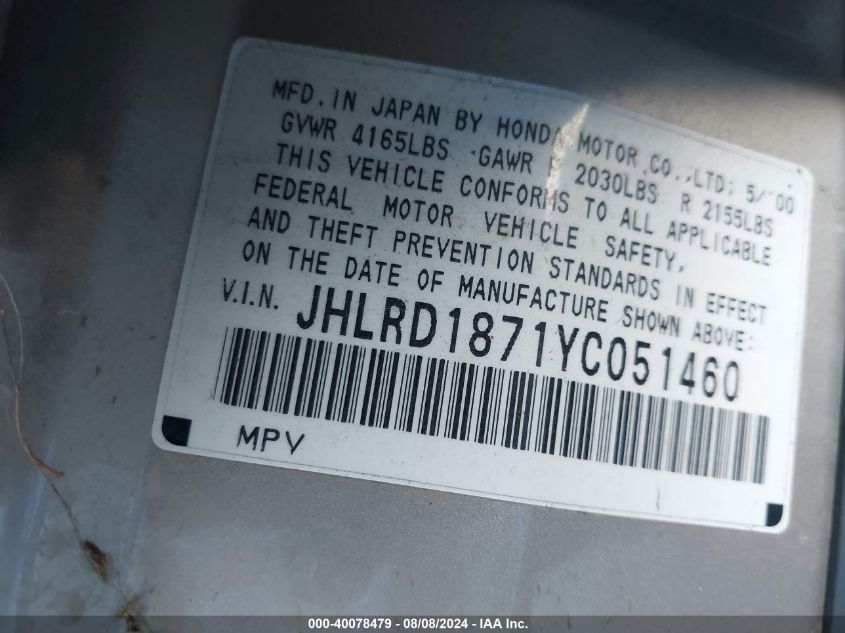 MFD. IN JAPAN BY HONDA MOTOR CO., LTD; 5/'00
GVWR 4165LBS GAWR F 2030LBS R 2155LBS
THIS VEHICLE CONFORMS TO ALL APPLICABLE
FEDERAL MOTOR VEHICLE SAFETY,
AND THEFT PREVENTION STANDARDS IN EFFECT
ON THE DATE OF MANUFACTURE SHOWN ABOVE:
V.I.N. JHLRD1871YC051460
MPV
000-40078479 - 08/08/2024 - IAA Inc.